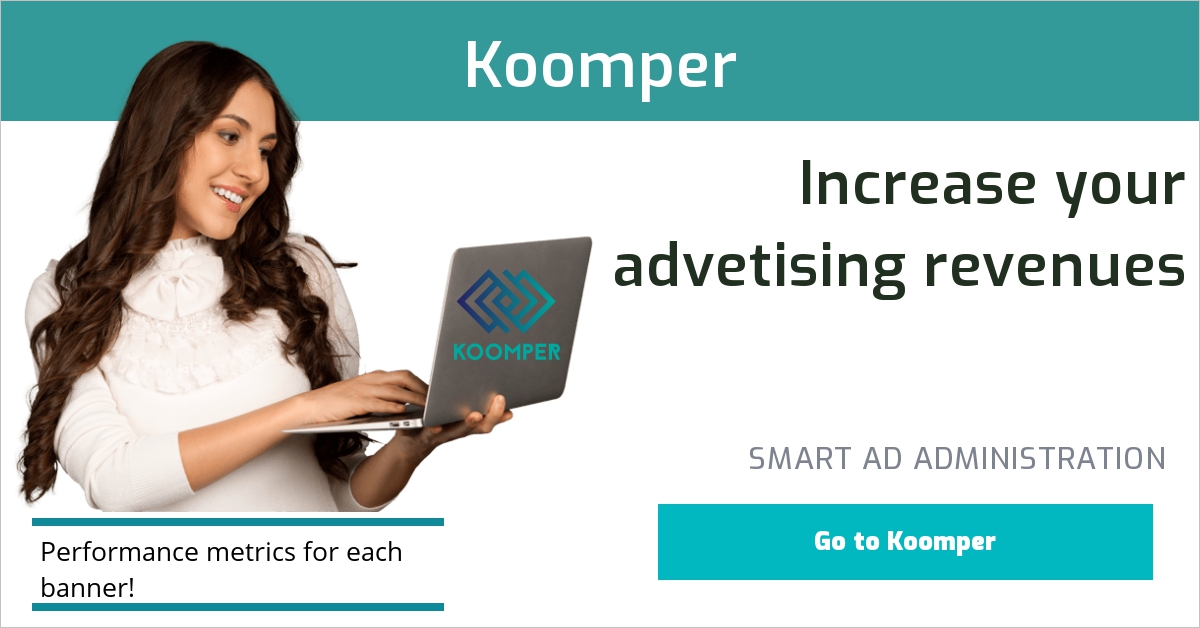 Koomper
Increase your
advetising revenues
KOOMPER
SMART AD ADMINISTRATION
Go to Koomper
Performance metrics for each
banner!